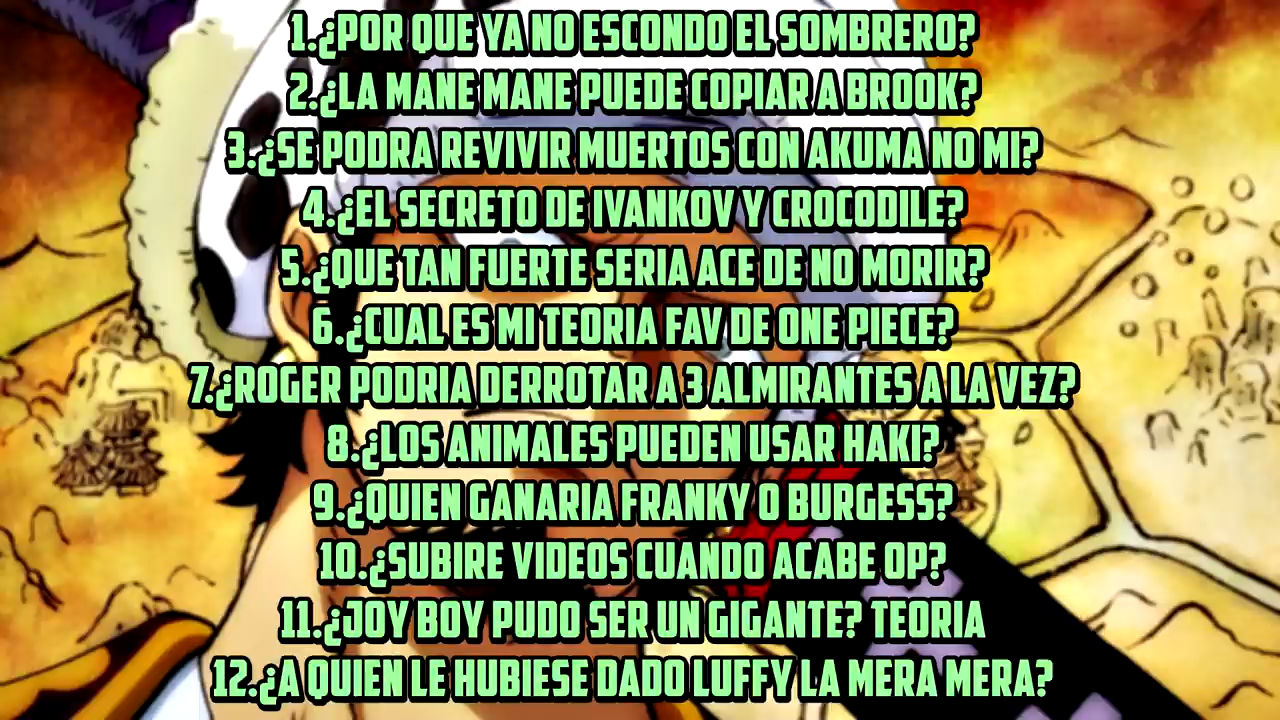 1.¿POR QUE YA NO ESCONDO EL SOMBRERO?
2.¿LA MANE MANE PUEDE COPIAR A BROOK?
3.¿SE PODRA REVIVIR MUERTOS CON AKUMA NO MI?
4.¿EL SECRETO DE IVANKOV Y CROCODILE?
5.¿QUE TAN FUERTE SERIA ACE DE NO MORIR?
6.¿CUAL ES MI TEORIA FAV DE ONE PIECE?
7.¿ROGER PODRIA DERROTAR A 3 ALMIRANTES A LA VEZ?
8.¿LOS ANIMALES PUEDEN USAR HAKI?
9.¿QUIEN GANARIA FRANKY O BURGESS?
10.¿SUBIRE VIDEOS CUANDO ACABE OP?
11.¿JOY BOY PUDO SER UN GIGANTE? TEORIA
12.¿A QUIEN LE HUBIESE DADO LUFFY LA MERA MERA?